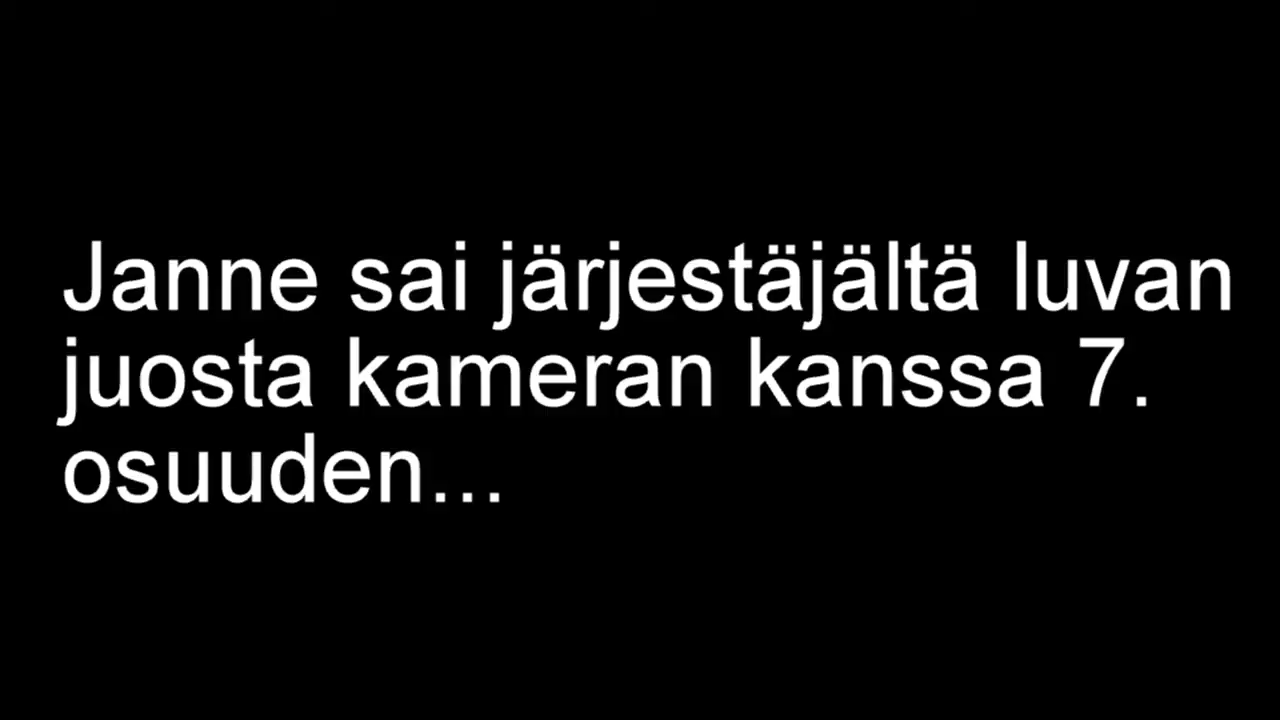 Janne sai järjestäjältä luvan
juosta kameran kanssa 7.
osuuden...